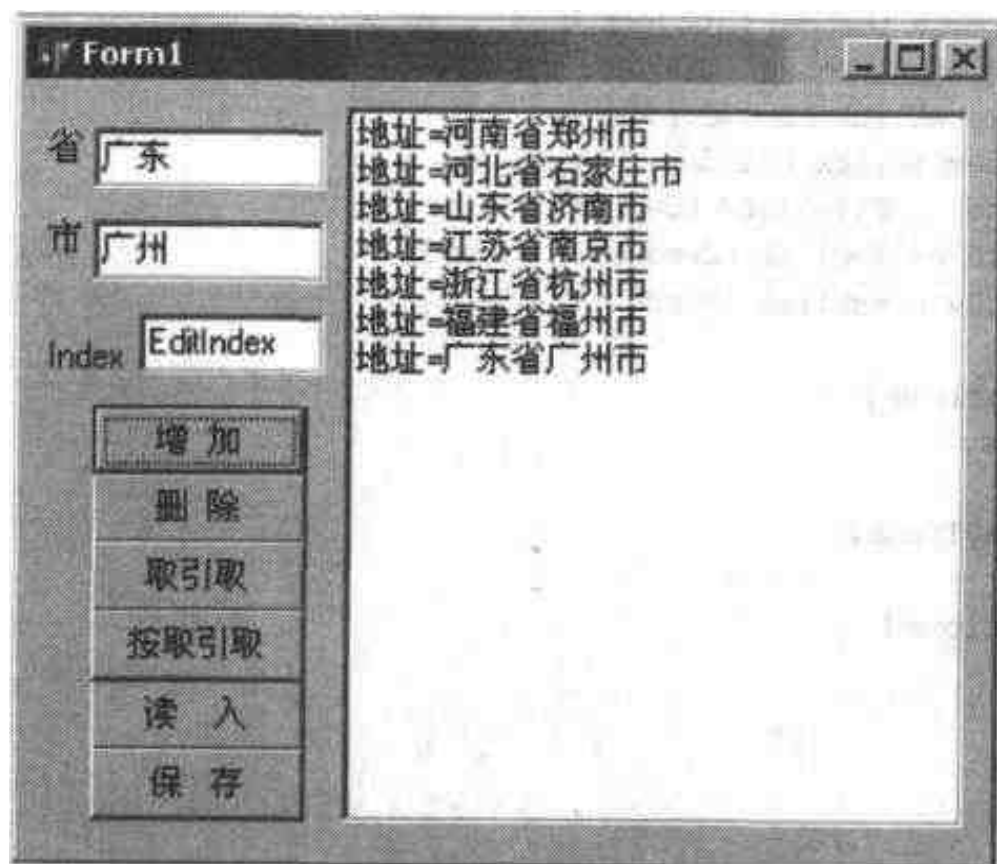 Form1
省 广东
市 广州
Index EditIndex
增 加
删 除
取引取
按取引取
读 入
保 存
地址=河南省郑州市
地址=河北省石家庄市
地址=山东省济南市
地址=江苏省南京市
地址=浙江省杭州市
地址=福建省福州市
地址=广东省广州市